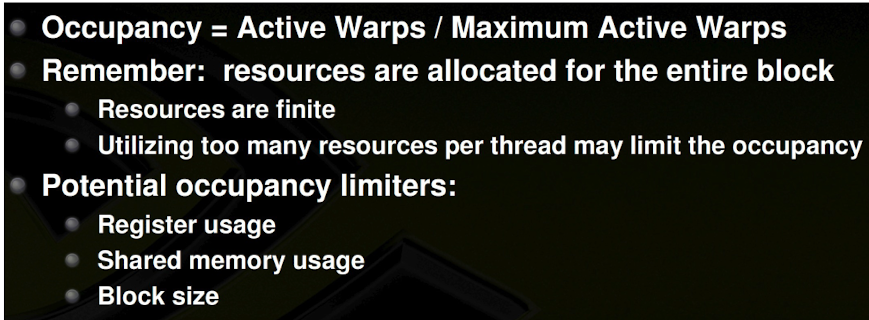 Occupancy = Active Warps / Maximum Active Warps
Remember: resources are allocated for the entire block
Resources are finite
Utilizing too many resources per thread may limit the occupancy
Potential occupancy limiters:
Register usage
Shared memory usage
Block size